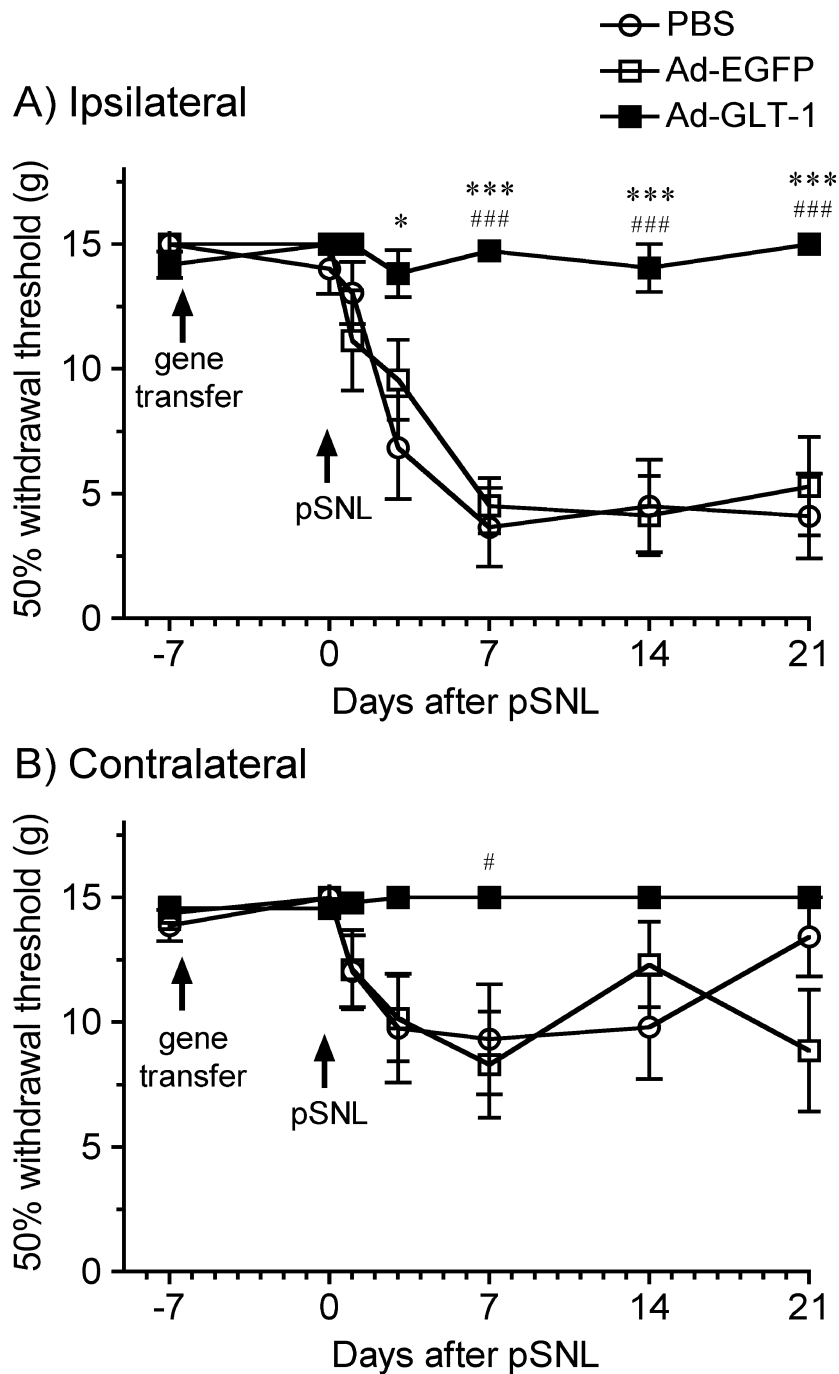 PBS
Ad-EGFP
Ad-GLT-1
A) Ipsilateral
50% withdrawal threshold (g)
15
10
5
0
*
***
###
***
###
***
###
gene
transfer
pSNL
-7
0
7
14
21
Days after pSNL
B) Contralateral
50% withdrawal threshold (g)
15
10
5
0
#
gene
transfer
pSNL
-7
0
7
14
21
Days after pSNL